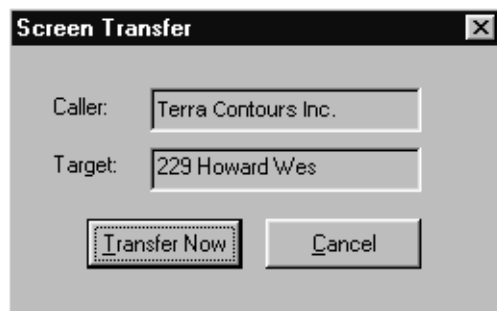 Screen Transfer
Caller: Terra Contours Inc.
Target: 229 Howard Wes
Transfer Now Cancel